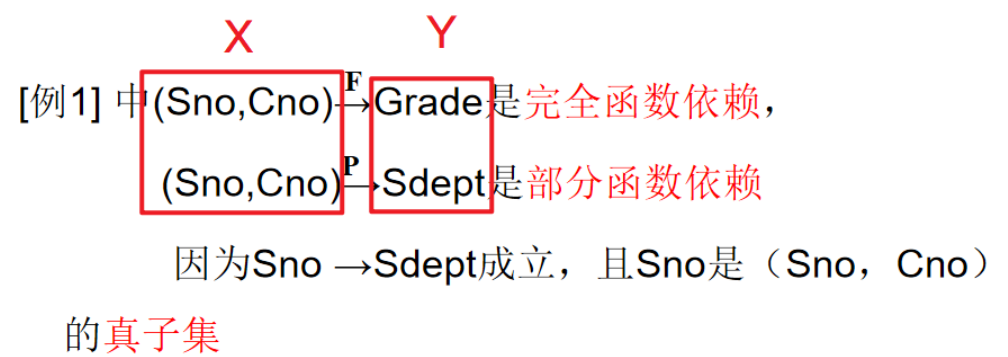 X Y
[例1] 中(Sno,Cno)F→Grade是完全函数依赖，
(Sno,Cno)P→Sdept是部分函数依赖
因为Sno →Sdept成立，且Sno是（Sno，Cno）
的真子集